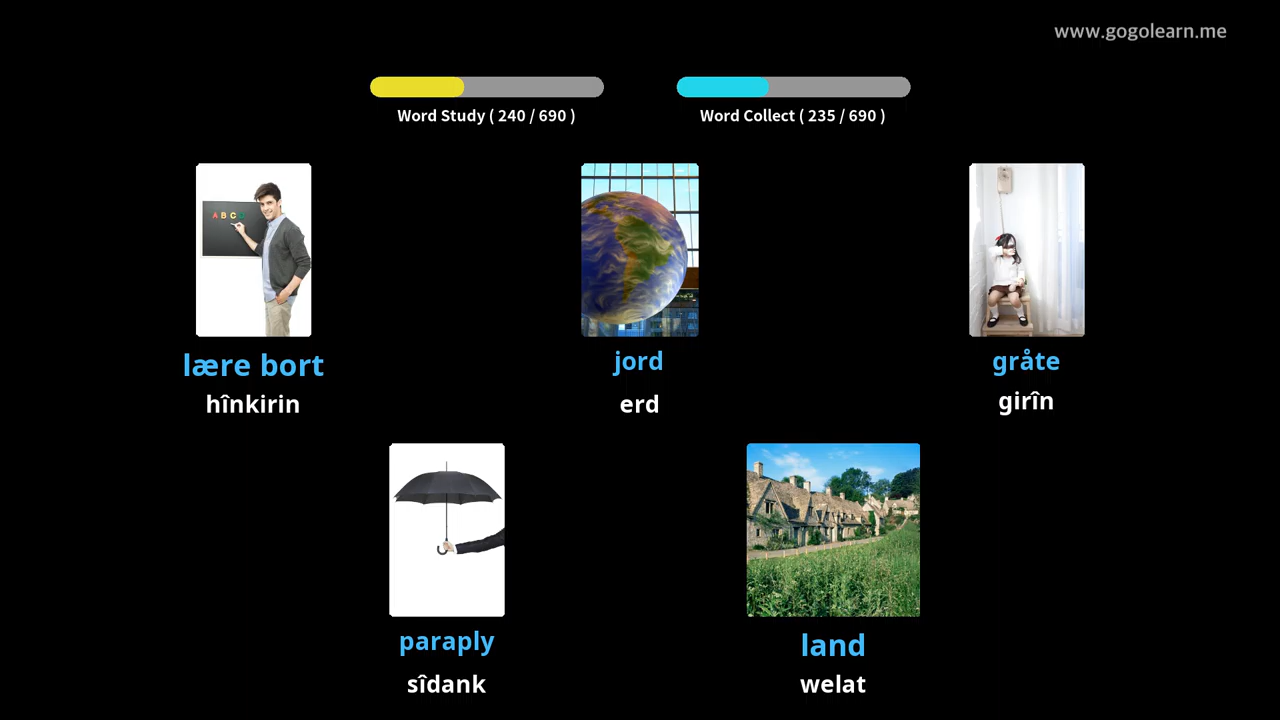 www.gogolearn.me
Word Study ( 240 / 690 )
Word Collect ( 235 / 690 )
A B C D
lære bort
hînkirin
jord
erd
gråte
girîn
paraply
sîdank
land
welat